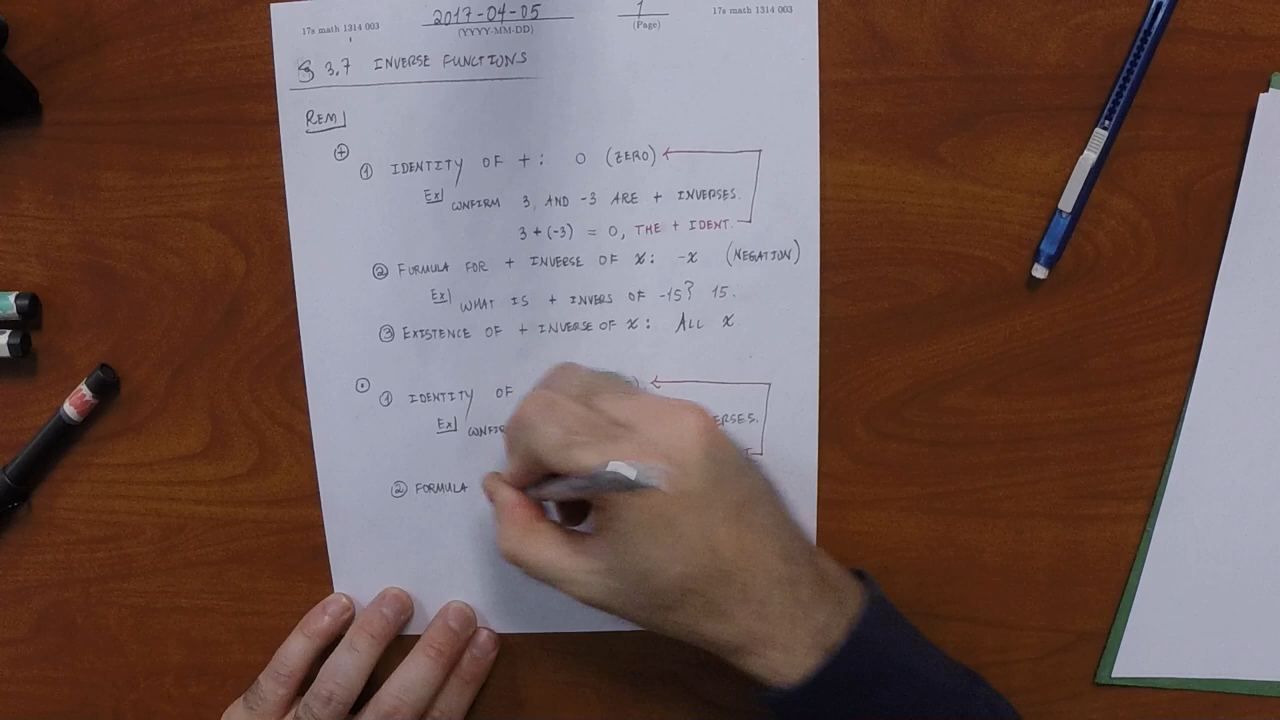 17s math 1314 003 2017-04-05 1 17s math 1314 003
(YYYY-MM-DD) (Page)
§ 3.7 INVERSE FUNCTIONS
REM
+
① IDENTITY OF + : 0 (ZERO)
Ex CONFIRM 3 AND -3 ARE + INVERSES.
3 + (-3) = 0, THE + IDENT.
② FORMULA FOR + INVERSE OF x : -x (NEGATION)
Ex WHAT IS + INVERS OF -15? 15.
③ EXISTENCE OF + INVERSE OF x : ALL x
① IDENTITY OF
Ex
② FORMULA